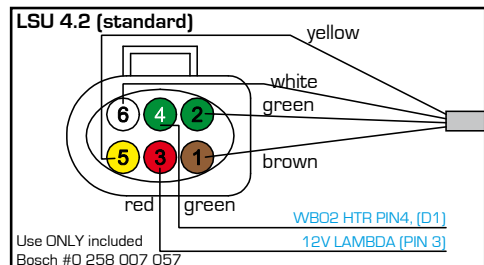 LSU 4.2 (standard)
yellow
white
green
6
4
2
5
3
1
brown
red
green
WBO2 HTR PIN4, (D1)
12V LAMBDA (PIN 3)
Use ONLY included
Bosch #0 258 007 057